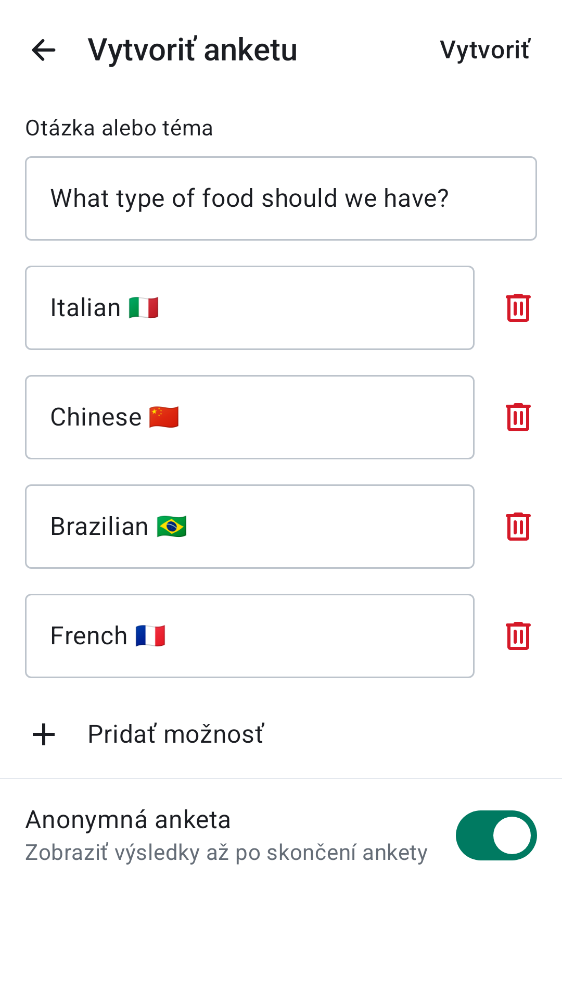 Vytvoriť anketu
Vytvoriť
Otázka alebo téma
What type of food should we have?
Italian 🇮🇹
Chinese 🇨🇳
Brazilian 🇧🇷
French 🇫🇷
Pridať možnosť
Anonymná anketa
Zobraziť výsledky až po skončení ankety